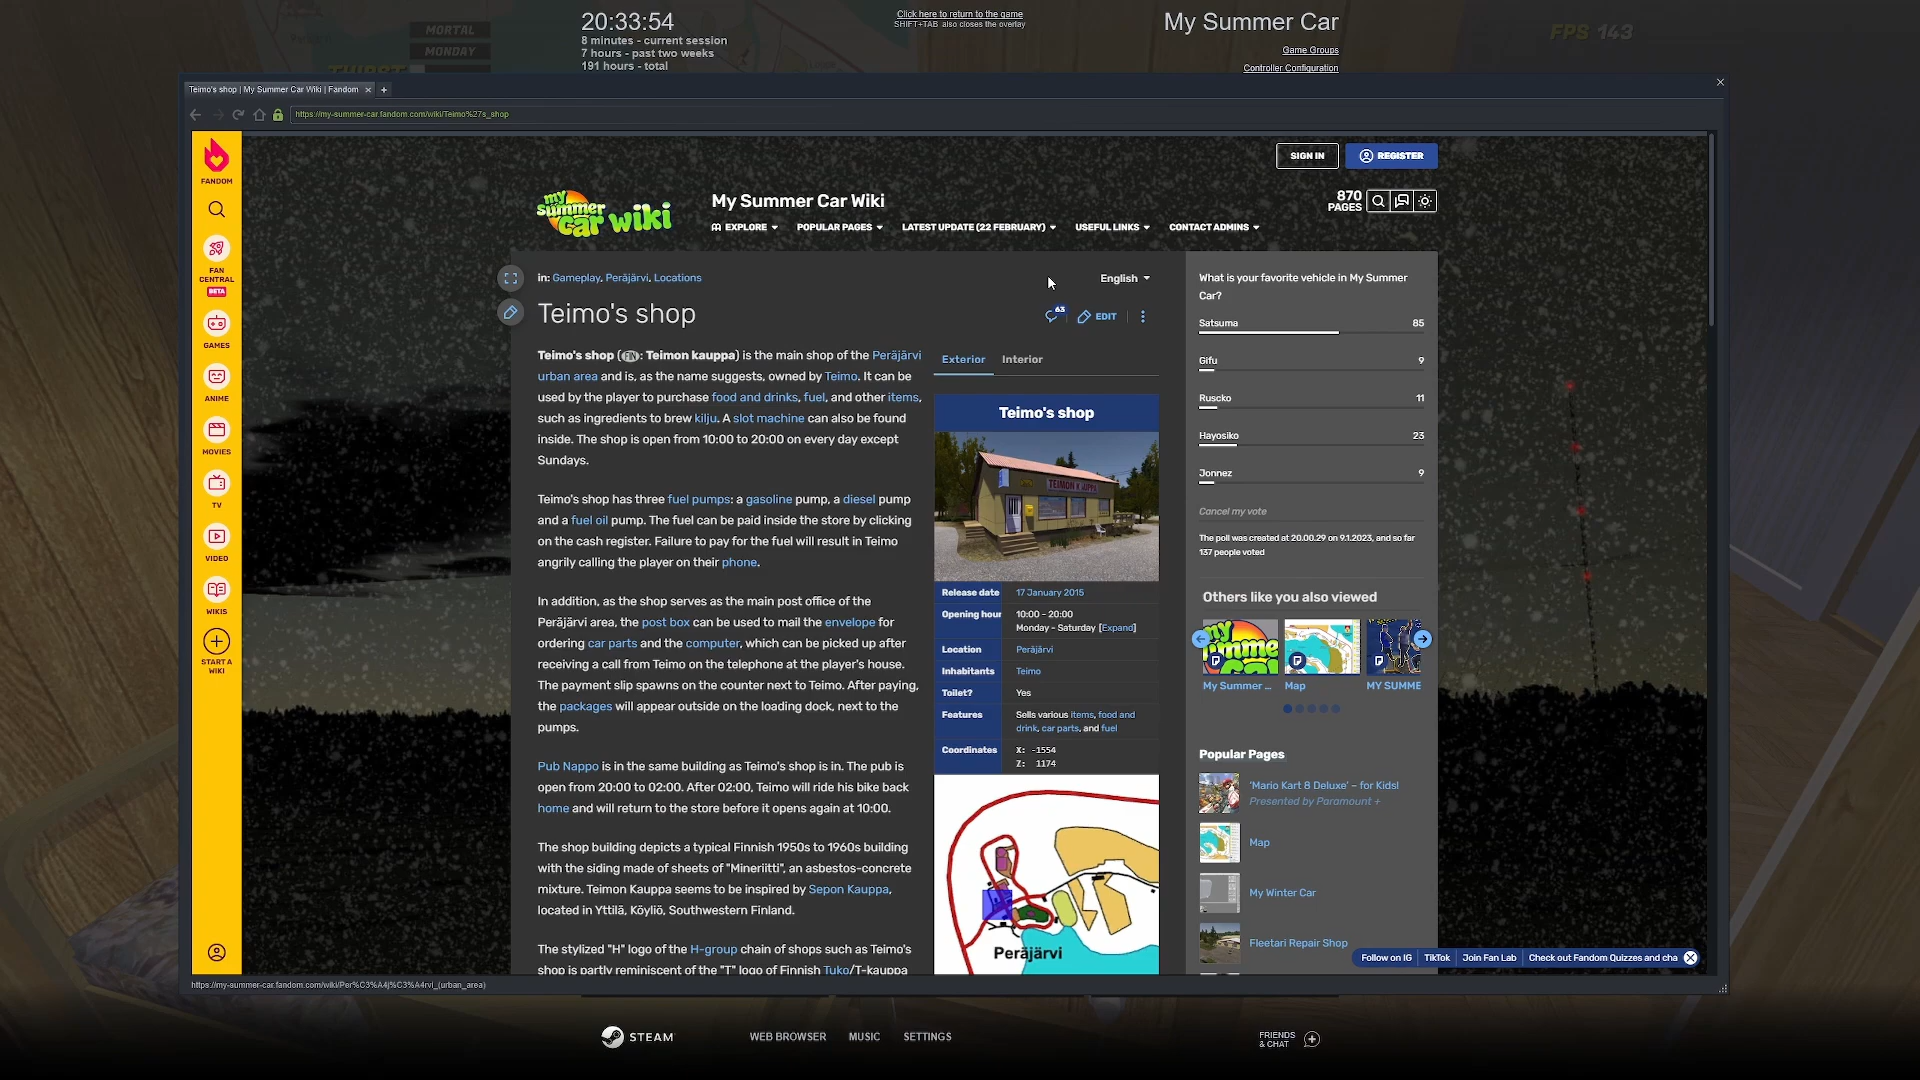 20:33:54
8 minutes - current session
7 hours - past two weeks
191 hours - total
Click here to return to the game
SHIFT+TAB also closes the overlay
My Summer Car
Game Groups
Controller Configuration
MORTAL
MONDAY
THIRST
FPS 143
Teimo's shop | My Summer Car Wiki | Fandom
https://my-summer-car.fandom.com/wiki/Teimo%27s_shop
FANDOM
FAN
CENTRAL
BETA
GAMES
ANIME
MOVIES
TV
VIDEO
WIKIS
START A
WIKI
SIGN IN
REGISTER
my summer car wiki
My Summer Car Wiki
870
PAGES
EXPLORE
POPULAR PAGES
LATEST UPDATE (22 FEBRUARY)
USEFUL LINKS
CONTACT ADMINS
in: Gameplay, Peräjärvi, Locations
English
Teimo's shop
63
EDIT
Teimo's shop (FIN: Teimon kauppa) is the main shop of the Peräjärvi
urban area and is, as the name suggests, owned by Teimo. It can be
used by the player to purchase food and drinks, fuel, and other items,
such as ingredients to brew kilju. A slot machine can also be found
inside. The shop is open from 10:00 to 20:00 on every day except
Sundays.
Teimo's shop has three fuel pumps: a gasoline pump, a diesel pump
and a fuel oil pump. The fuel can be paid inside the store by clicking
on the cash register. Failure to pay for the fuel will result in Teimo
angrily calling the player on their phone.
In addition, as the shop serves as the main post office of the
Peräjärvi area, the post box can be used to mail the envelope for
ordering car parts and the computer, which can be picked up after
receiving a call from Teimo on the telephone at the player's house.
The payment slip spawns on the counter next to Teimo. After paying,
the packages will appear outside on the loading dock, next to the
pumps.
Pub Nappo is in the same building as Teimo's shop is in. The pub is
open from 20:00 to 02:00. After 02:00, Teimo will ride his bike back
home and will return to the store before it opens again at 10:00.
The shop building depicts a typical Finnish 1950s to 1960s building
with the siding made of sheets of "Mineriitti", an asbestos-concrete
mixture. Teimon Kauppa seems to be inspired by Sepon Kauppa,
located in Yttilä, Köyliö, Southwestern Finland.
The stylized "H" logo of the H-group chain of shops such as Teimo's
shop is partly reminiscent of the "T" logo of Finnish Tuko/T-kauppa
Exterior
Interior
Teimo's shop
TEIMON KAUPPA
Release date
17 January 2015
Opening hour
10:00 - 20:00
Monday - Saturday [Expand]
Location
Peräjärvi
Inhabitants
Teimo
Toilet?
Yes
Features
Sells various items, food and
drink, car parts, and fuel
Coordinates
X: -1554
Z: 1174
Peräjärvi
What is your favorite vehicle in My Summer
Car?
Satsuma 85
Gifu 9
Ruscko 11
Hayosiko 23
Jonnez 9
Cancel my vote
The poll was created at 20.00.29 on 9.1.2023, and so far
137 people voted
Others like you also viewed
My Summer ...
Map
MY SUMME
Popular Pages
'Mario Kart 8 Deluxe' – for Kids!
Presented by Paramount +
Map
My Winter Car
Fleetari Repair Shop
Follow on IG
TikTok
Join Fan Lab
Check out Fandom Quizzes and cha
https://my-summer-car.fandom.com/wiki/Per%C3%A4j%C3%A4rvi_(urban_area)
STEAM
WEB BROWSER
MUSIC
SETTINGS
FRIENDS
& CHAT